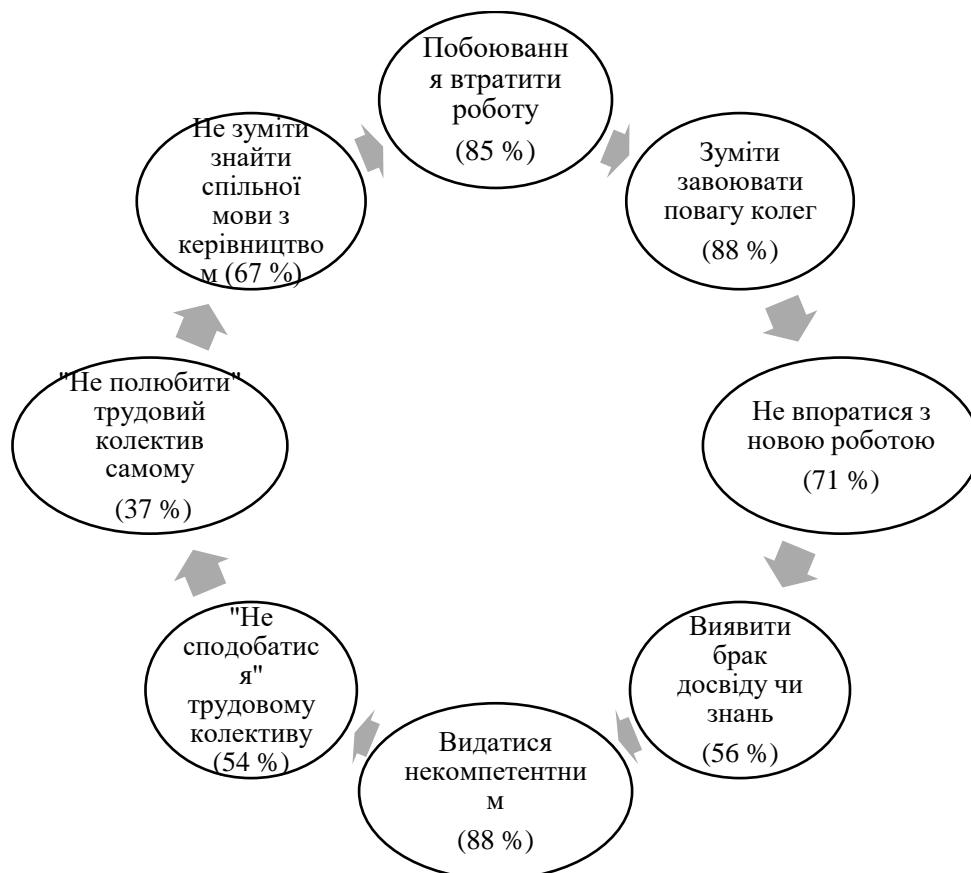 Побоюванн
я втратити
роботу
(85 %)
Зуміти
завоювати
повагу колег
(88 %)
Не впоратися з
новою роботою
(71 %)
Виявити
брак
досвіду чи
знань
(56 %)
Видатися
некомпетентни
м
(88 %)
"Не
сподобатис
я"
трудовому
колективу
(54 %)
"Не полюбити"
трудовий
колектив
самому
(37 %)
Не зуміти
знайти
спільної
мови з
керівництво
м (67 %)